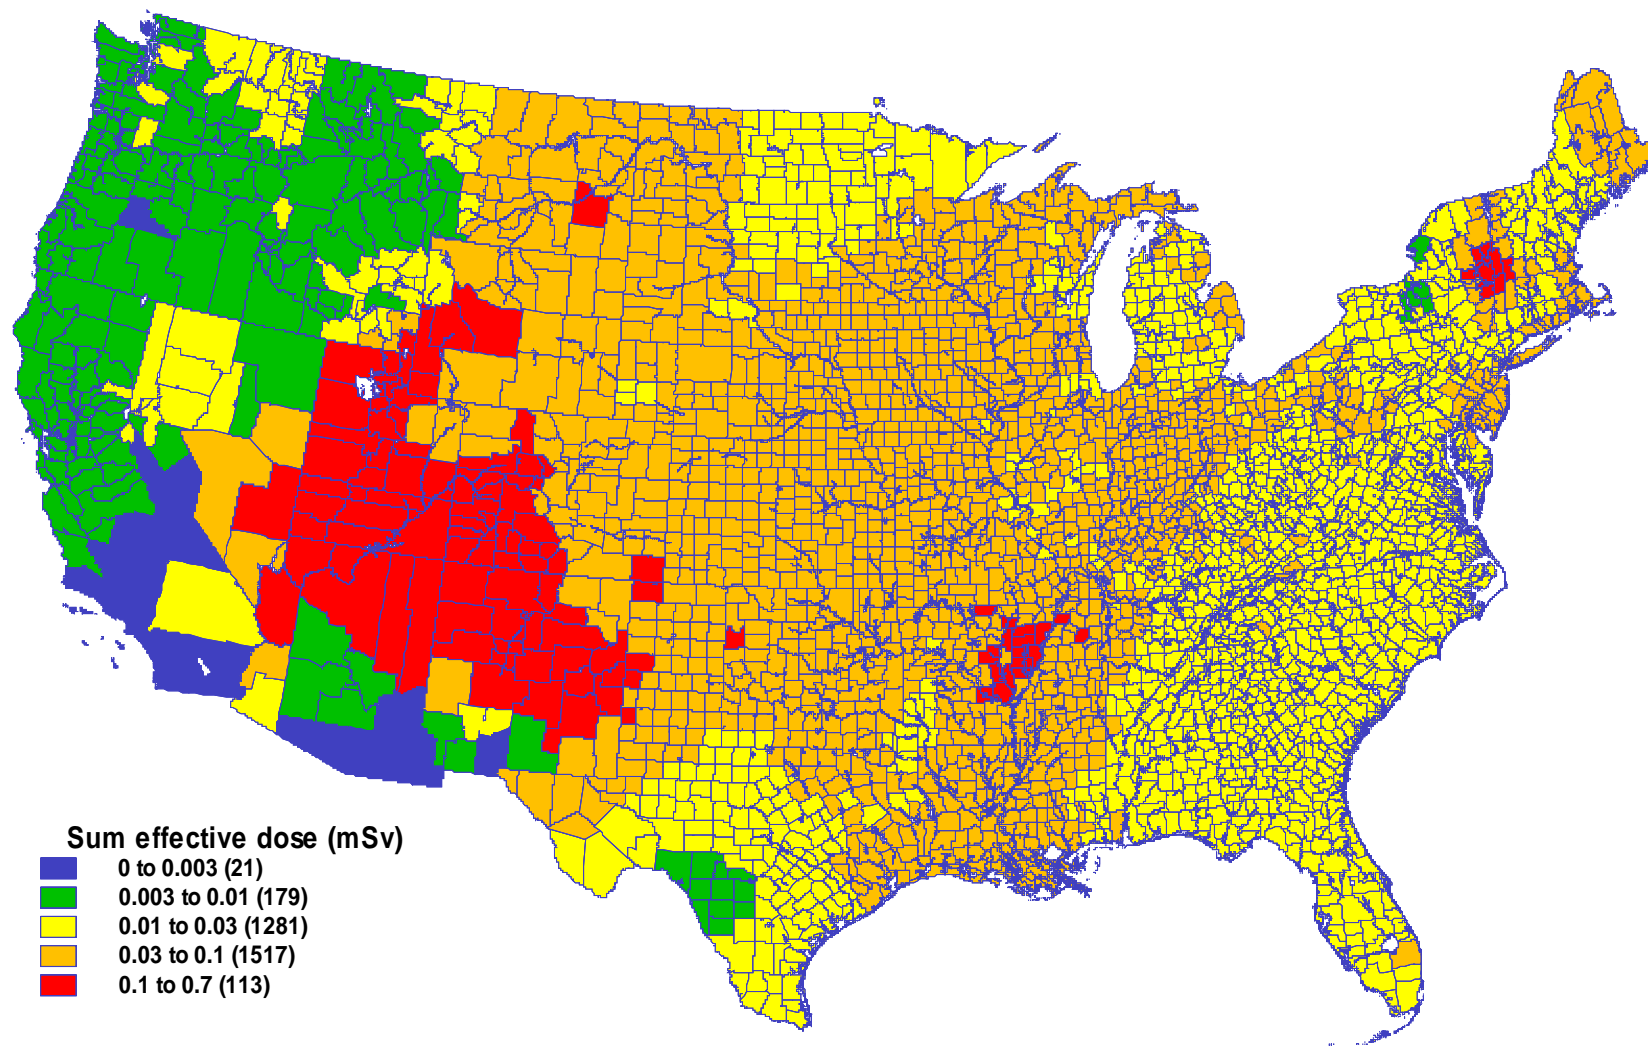 Sum effective dose (mSv)
0 to 0.003 (21)
0.003 to 0.01 (179)
0.01 to 0.03 (1281)
0.03 to 0.1 (1517)
0.1 to 0.7 (113)